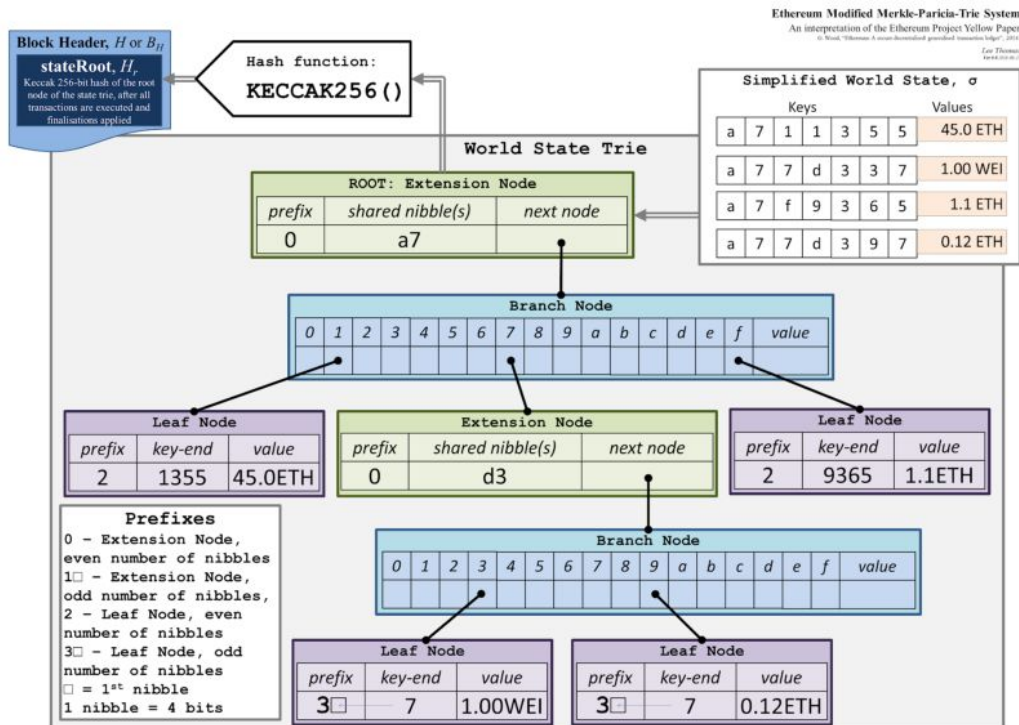 Ethereum Modified Merkle-Paricia-Trie System
An interpretation of the Ethereum Project Yellow Paper
G. Wood, "Ethereum: A secure decentralised generalised transaction ledger",
Lee Thomas
Block Header, H or B_H
stateRoot, H_r
Keccak 256-bit hash of the root
node of the state trie, after all
transactions are executed and
finalisations applied
Hash function:
KECCAK256()
Simplified World State, σ
Keys Values
a 7 1 1 3 5 5 45.0 ETH
a 7 7 d 3 3 7 1.00 WEI
a 7 f 9 3 6 5 1.1 ETH
a 7 7 d 3 9 7 0.12 ETH
World State Trie
ROOT: Extension Node
prefix shared nibble(s) next node
0 a7
Branch Node
0 1 2 3 4 5 6 7 8 9 a b c d e f value
Leaf Node
prefix key-end value
2 1355 45.0ETH
Extension Node
prefix shared nibble(s) next node
0 d3
Leaf Node
prefix key-end value
2 9365 1.1ETH
Branch Node
0 1 2 3 4 5 6 7 8 9 a b c d e f value
Leaf Node
prefix key-end value
3□ 7 1.00WEI
Leaf Node
prefix key-end value
3□ 7 0.12ETH
Prefixes
0 – Extension Node,
even number of nibbles
1□ – Extension Node,
odd number of nibbles,
2 – Leaf Node, even
number of nibbles
3□ – Leaf Node, odd
number of nibbles
□ = 1st nibble
1 nibble = 4 bits